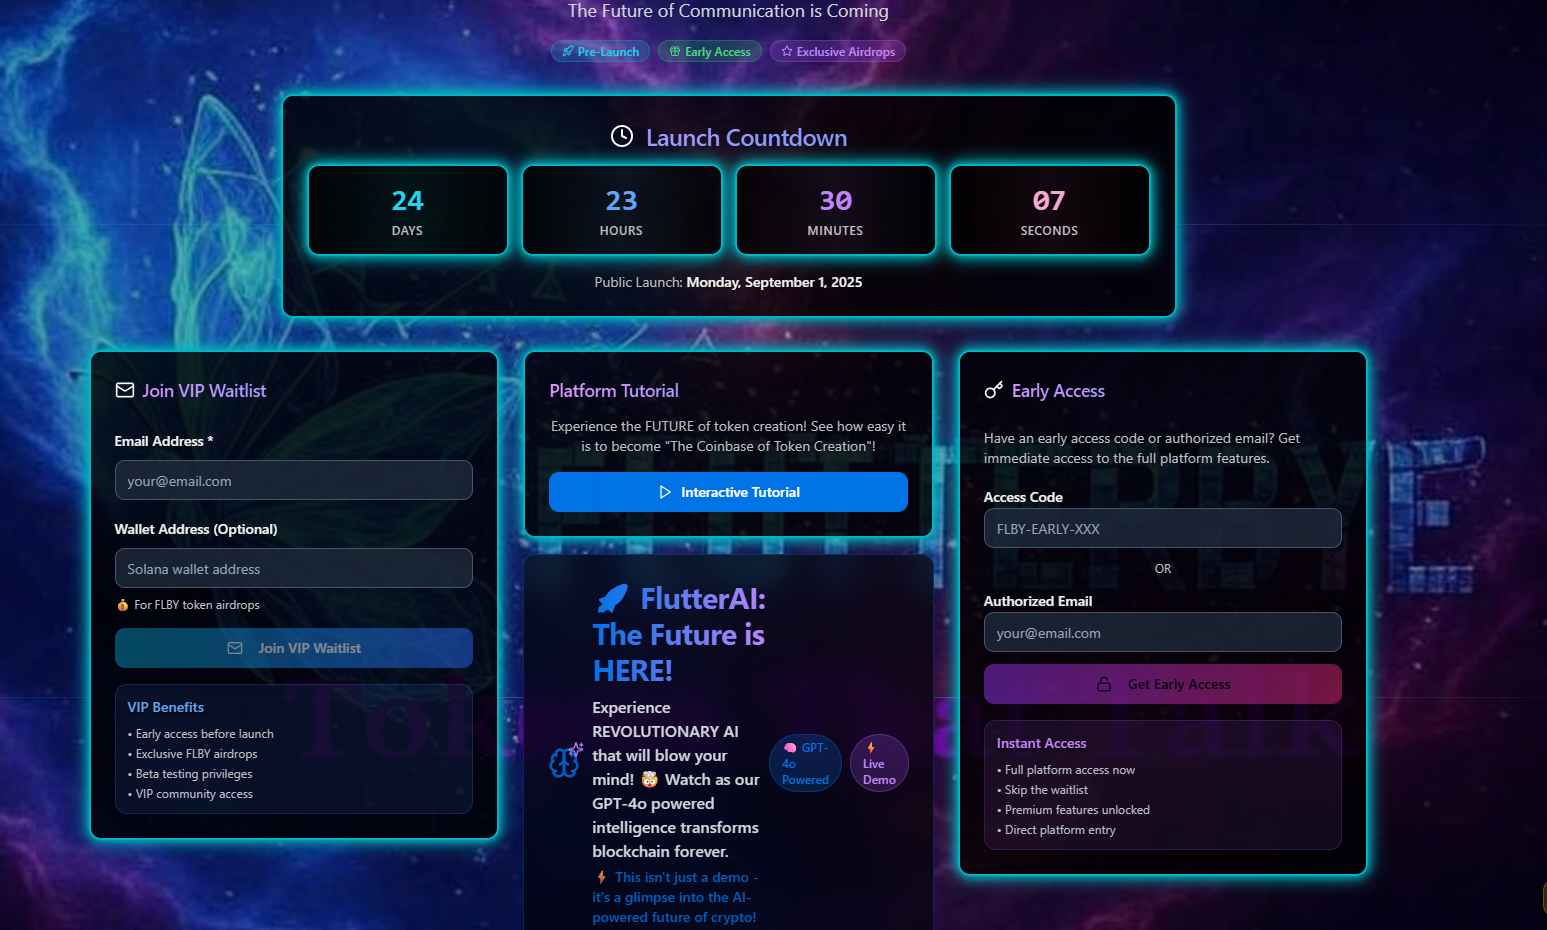 The Future of Communication is Coming
Pre-Launch
Early Access
Exclusive Airdrops
Launch Countdown
24
DAYS
23
HOURS
30
MINUTES
07
SECONDS
Public Launch: Monday, September 1, 2025
Join VIP Waitlist
Email Address *
your@email.com
Wallet Address (Optional)
Solana wallet address
💰 For FLBY token airdrops
Join VIP Waitlist
VIP Benefits
• Early access before launch
• Exclusive FLBY airdrops
• Beta testing privileges
• VIP community access
Platform Tutorial
Experience the FUTURE of token creation! See how easy it
is to become "The Coinbase of Token Creation"!
Interactive Tutorial
🚀 FlutterAI:
The Future is
HERE!
Experience
REVOLUTIONARY AI
that will blow your
mind! 🤯 Watch as our
GPT-4o powered
intelligence transforms
blockchain forever.
⚡ This isn't just a demo -
it's a glimpse into the AI-
powered future of crypto!
🧠 GPT-
4o
Powered
⚡
Live
Demo
Early Access
Have an early access code or authorized email? Get
immediate access to the full platform features.
Access Code
FLBY-EARLY-XXX
OR
Authorized Email
your@email.com
Get Early Access
Instant Access
• Full platform access now
• Skip the waitlist
• Premium features unlocked
• Direct platform entry